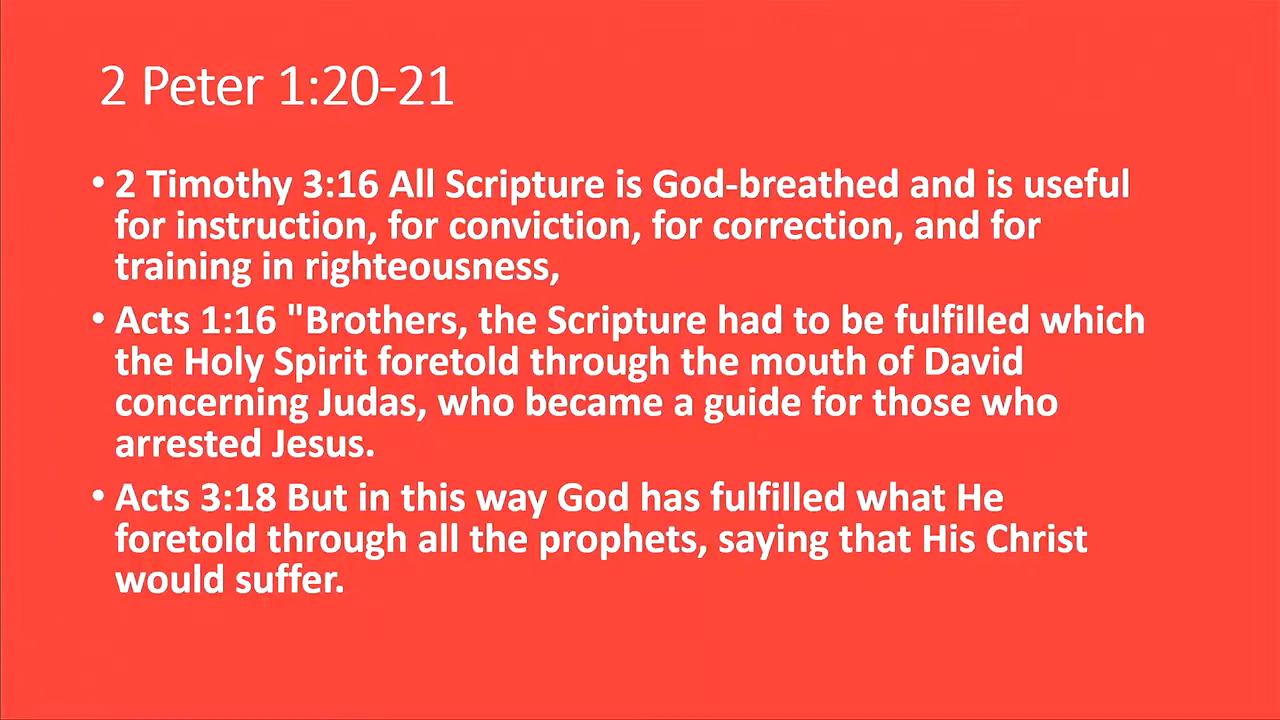 2 Peter 1:20-21
• 2 Timothy 3:16 All Scripture is God-breathed and is useful
for instruction, for conviction, for correction, and for
training in righteousness,
• Acts 1:16 "Brothers, the Scripture had to be fulfilled which
the Holy Spirit foretold through the mouth of David
concerning Judas, who became a guide for those who
arrested Jesus.
• Acts 3:18 But in this way God has fulfilled what He
foretold through all the prophets, saying that His Christ
would suffer.